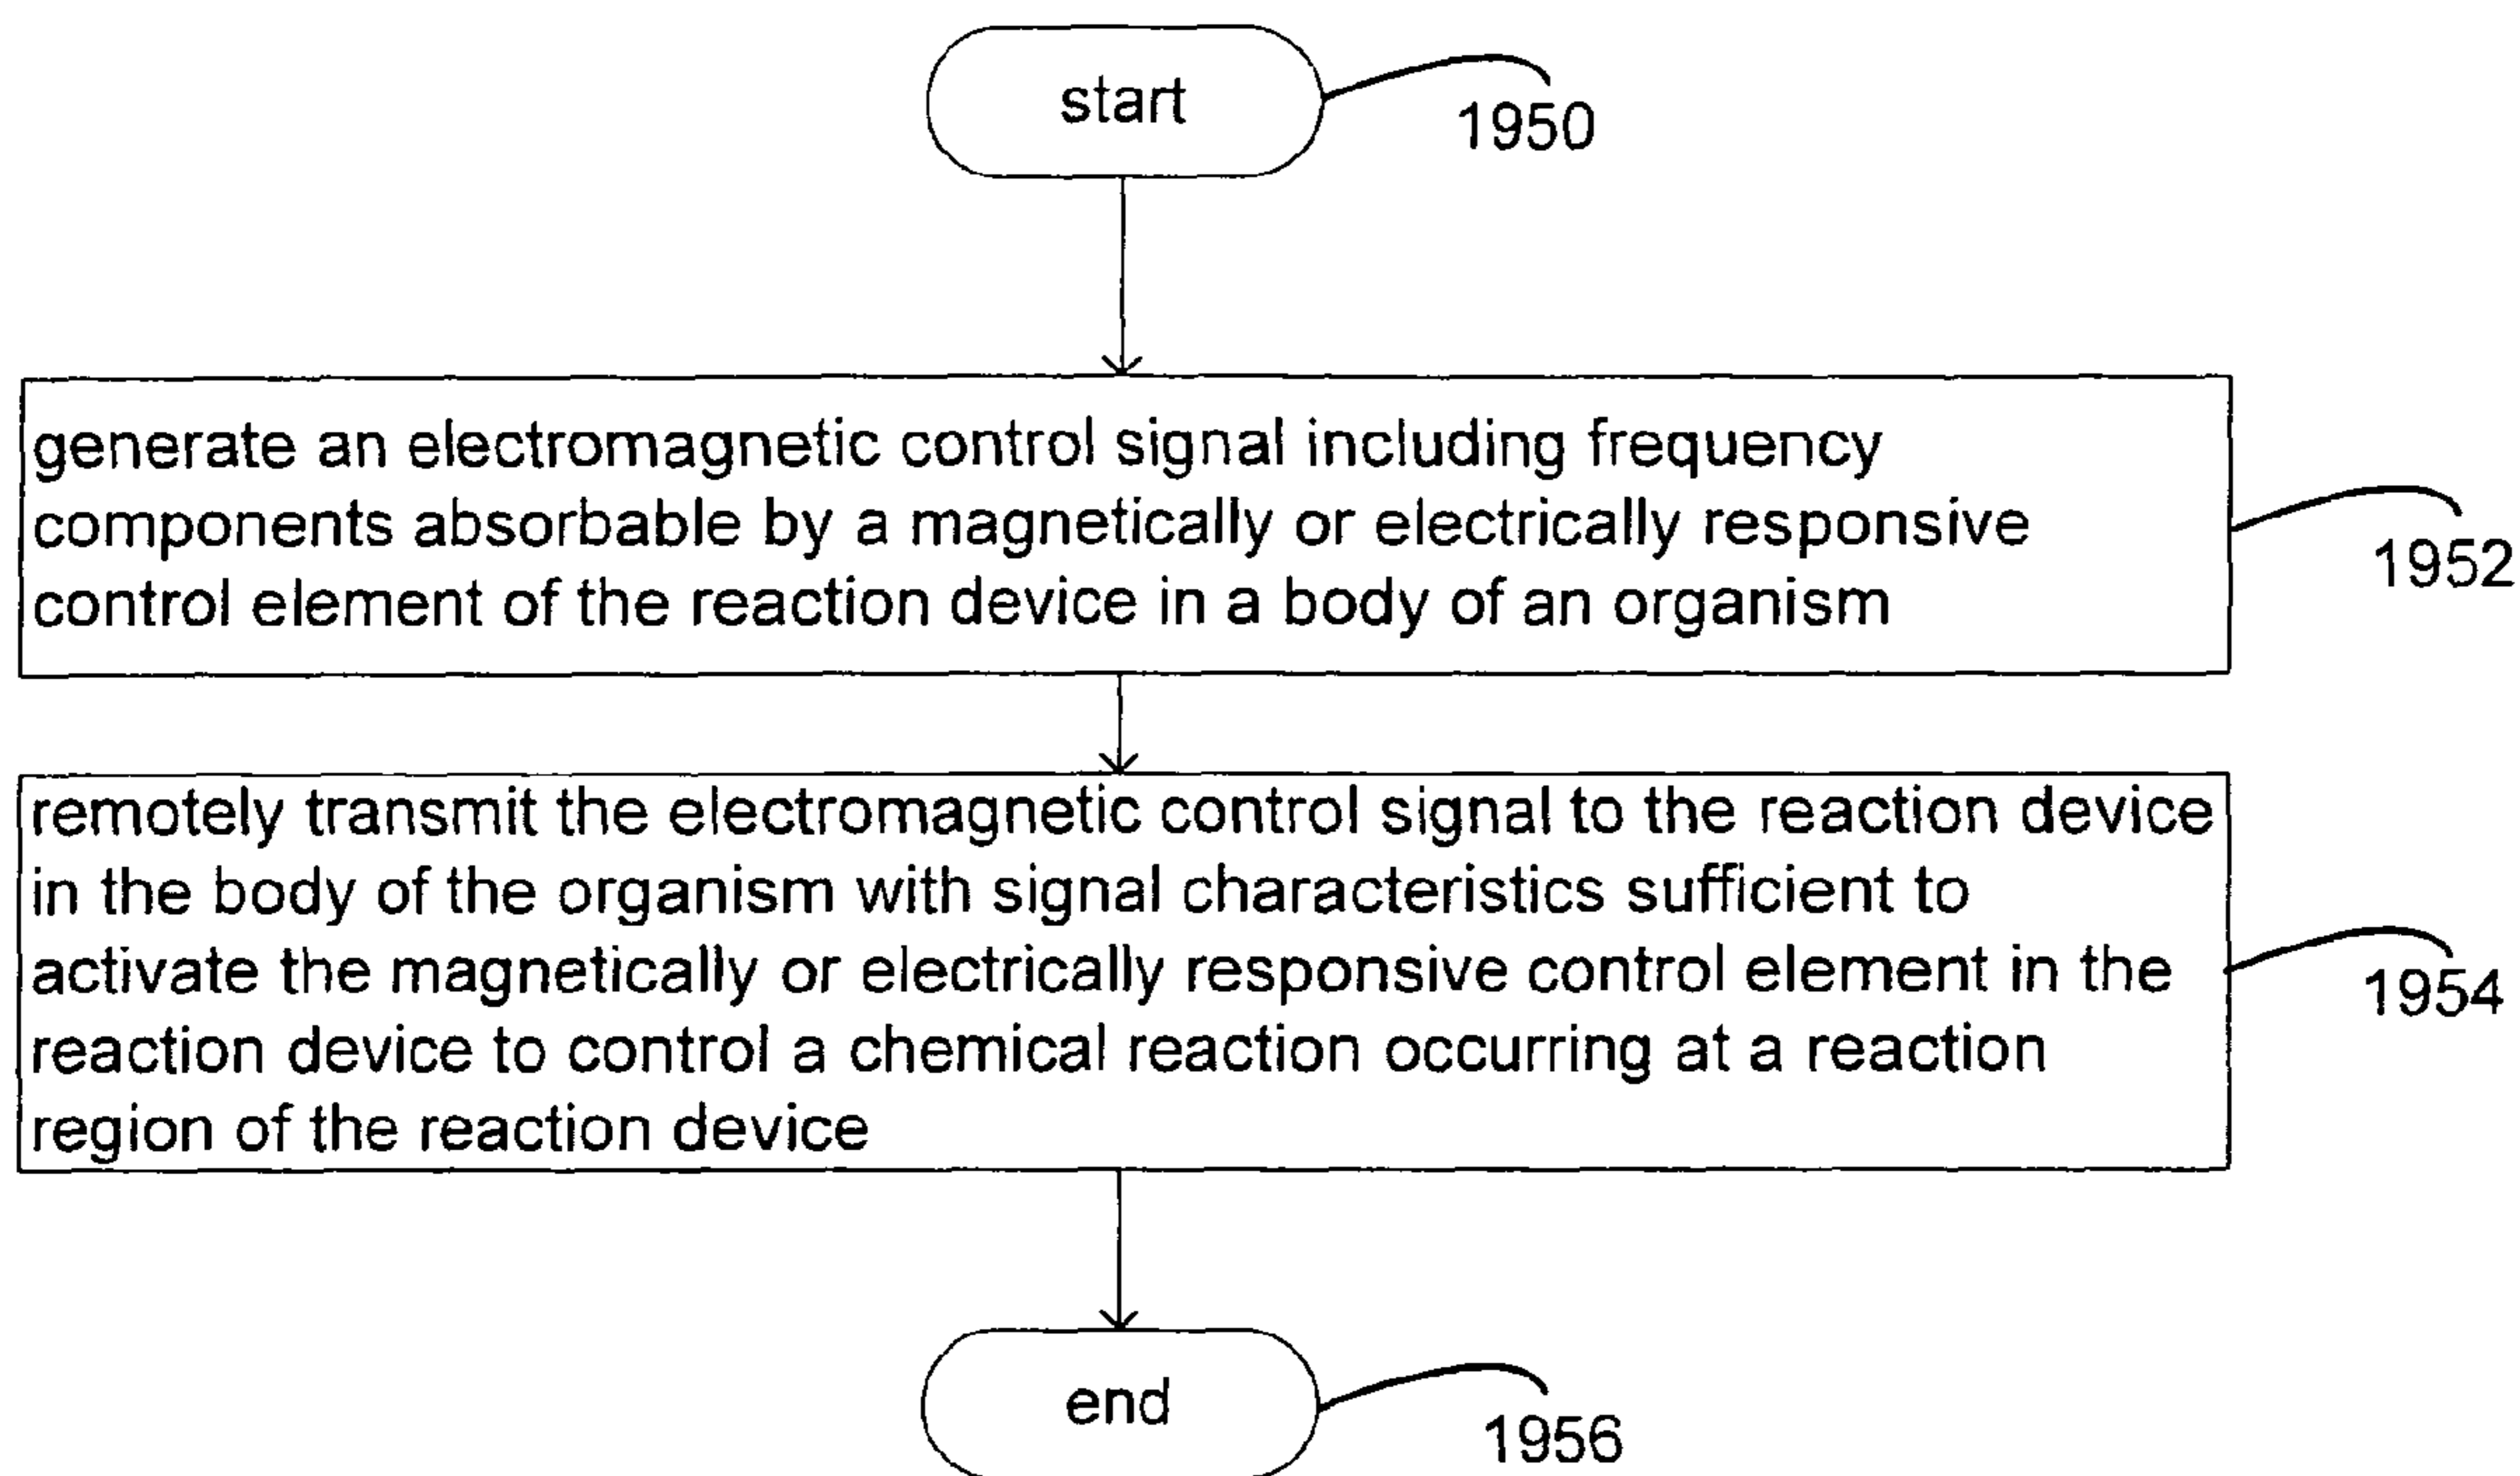 start
1950
generate an electromagnetic control signal including frequency
components absorbable by a magnetically or electrically responsive
control element of the reaction device in a body of an organism
1952
remotely transmit the electromagnetic control signal to the reaction device
in the body of the organism with signal characteristics sufficient to
activate the magnetically or electrically responsive control element in the
reaction device to control a chemical reaction occurring at a reaction
region of the reaction device
1954
end
1956